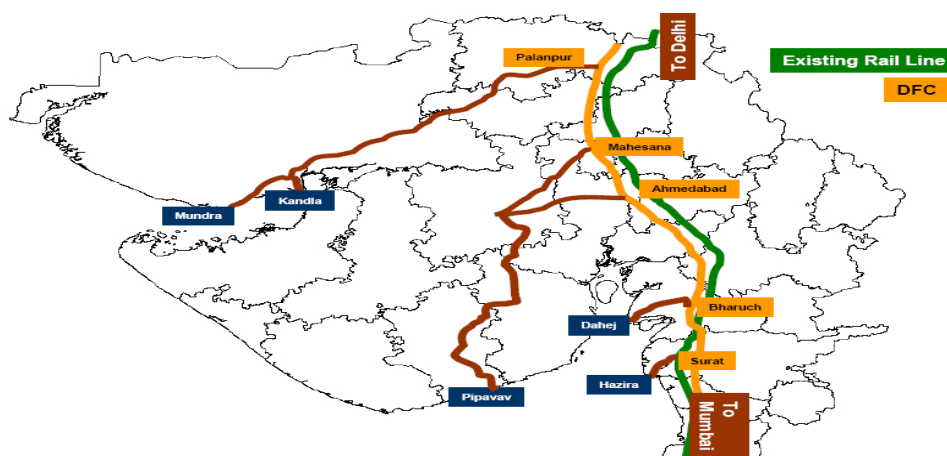 To Delhi
Palanpur
Existing Rail Line
DFC
Mahesana
Ahmedabad
Kandla
Mundra
Bharuch
Dahej
Surat
Hazira
Pipavav
To
Mumbai